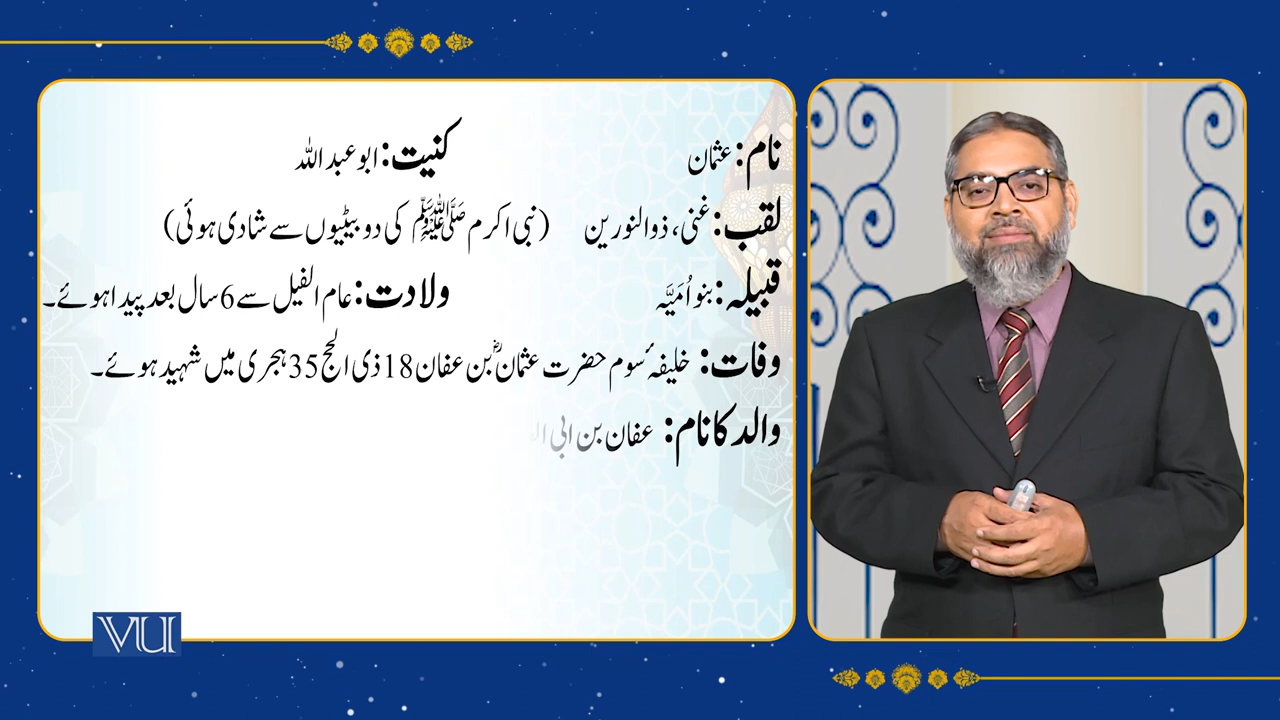 نام: عثمان کنیت: ابو عبد اللہ
لقب: غنی، ذوالنورین (نبی اکرم ﷺ کی دو بیٹیوں سے شادی ہوئی)
قبیلہ: بنو اُمَیَّہ ولادت: عام الفیل سے 6 سال بعد پیدا ہوئے۔
وفات: خلیفۂ سوم حضرت عثمانؓ بن عفان 18 ذی الحج 35 ہجری میں شہید ہوئے۔
والد کا نام: عفان بن ابی
VU